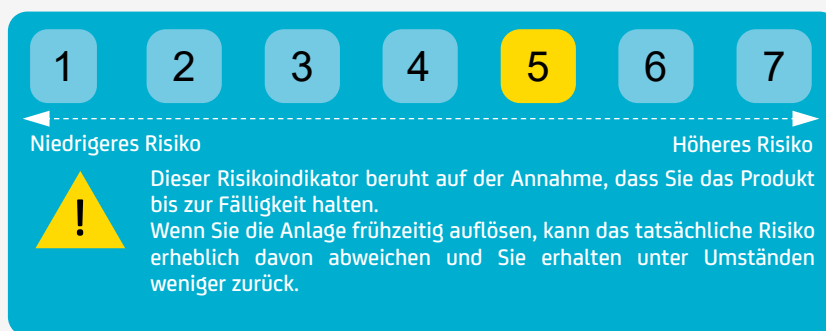 1 2 3 4 5 6 7
Niedrigeres Risiko Höheres Risiko
!
Dieser Risikoindikator beruht auf der Annahme, dass Sie das Produkt
bis zur Fälligkeit halten.
Wenn Sie die Anlage frühzeitig auflösen, kann das tatsächliche Risiko
erheblich davon abweichen und Sie erhalten unter Umständen
weniger zurück.